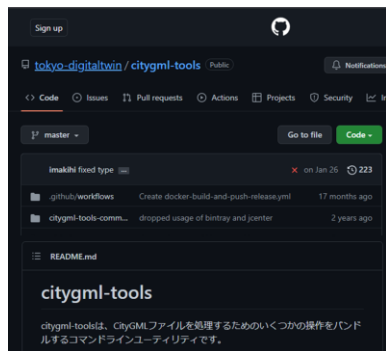 Sign up
tokyo-digitaltwin / citygml-tools Public
Notifications
Code Issues Pull requests Actions Projects Security
master
Go to file
Code
imakihi fixed type
on Jan 26 223
.github/workflows Create docker-build-and-push-release.yml 17 months ago
citygml-tools-comm... dropped usage of bintray and jcenter 2 years ago
README.md
citygml-tools
citygml-toolsは、CityGMLファイルを処理するためのいくつかの操作をバンド
ルするコマンドラインユーティリティです。